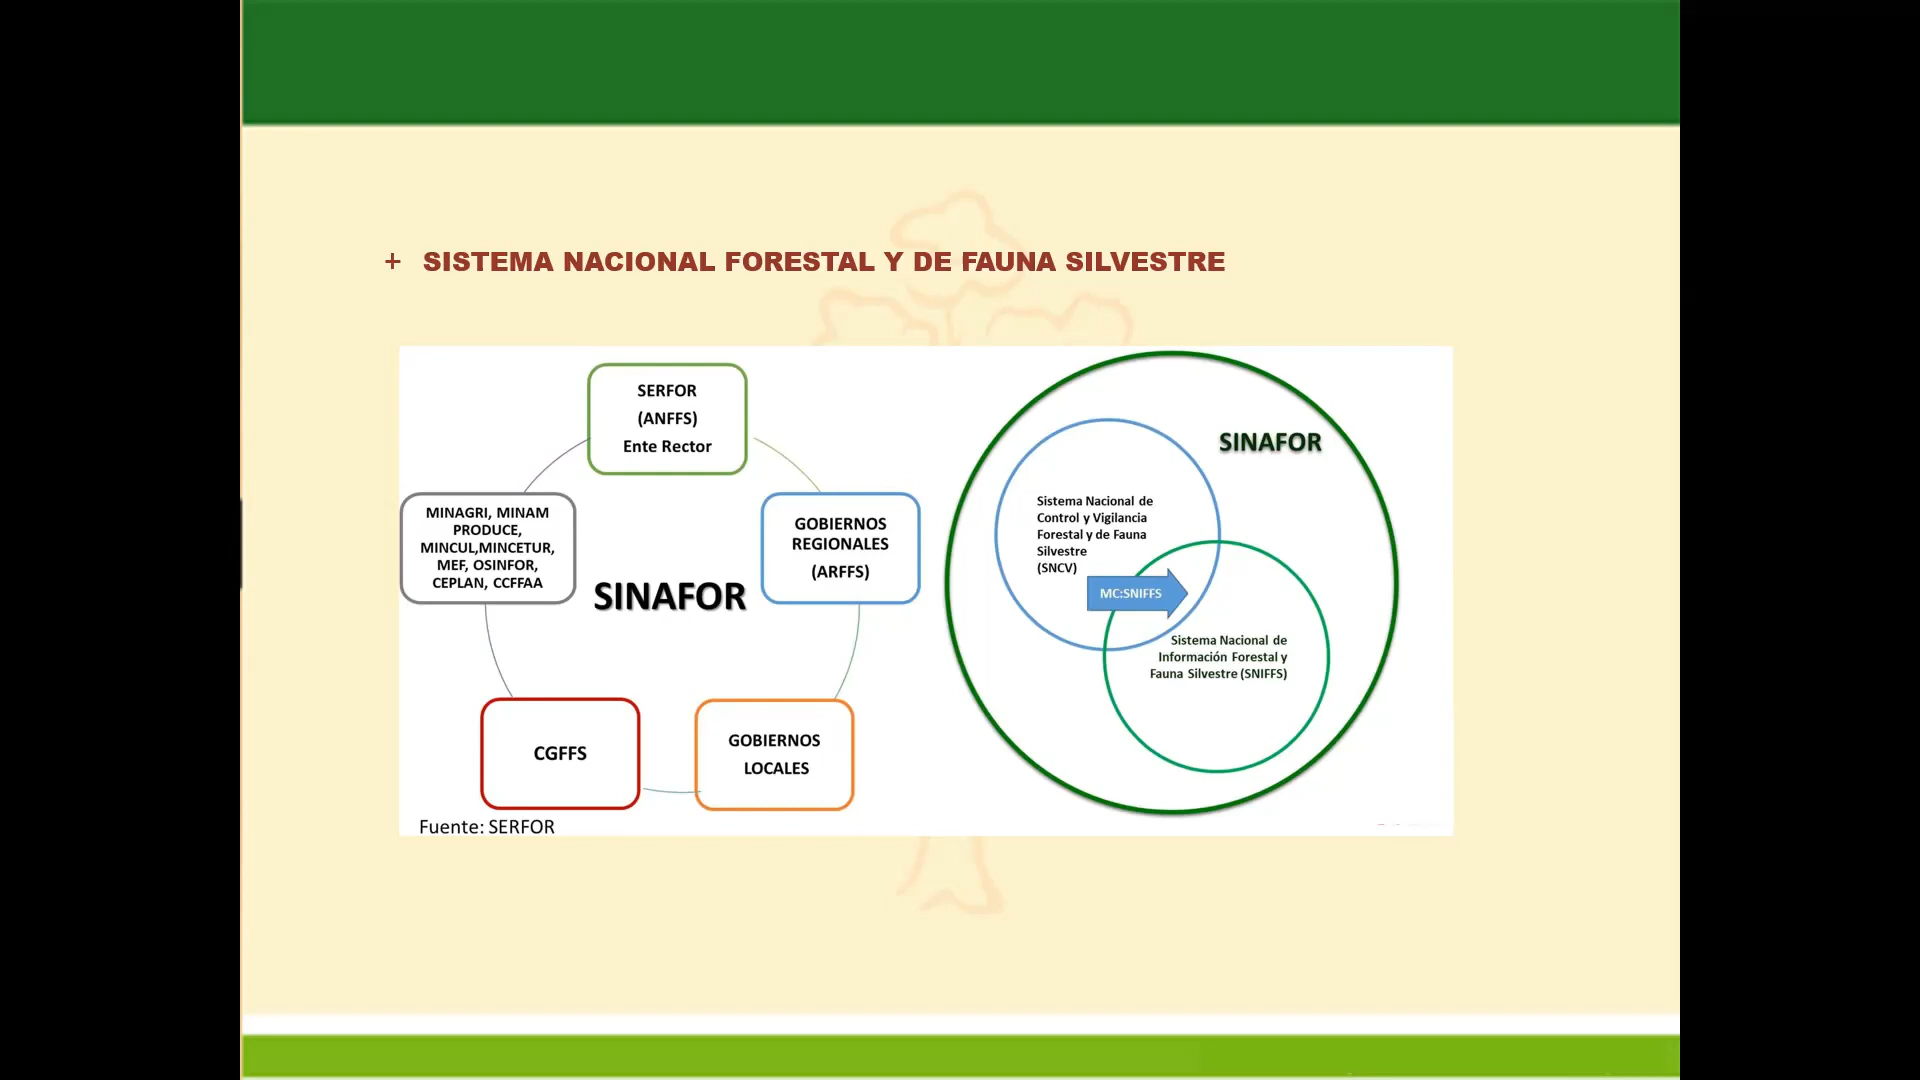 + SISTEMA NACIONAL FORESTAL Y DE FAUNA SILVESTRE
SERFOR
(ANFFS)
Ente Rector
MINAGRI, MINAM
PRODUCE,
MINCUL,MINCETUR,
MEF, OSINFOR,
CEPLAN, CCFFAA
GOBIERNOS
REGIONALES
(ARFFS)
SINAFOR
CGFFS
GOBIERNOS
LOCALES
Fuente: SERFOR
SINAFOR
Sistema Nacional de
Control y Vigilancia
Forestal y de Fauna
Silvestre
(SNCV)
MC:SNIFFS
Sistema Nacional de
Información Forestal y
Fauna Silvestre (SNIFFS)